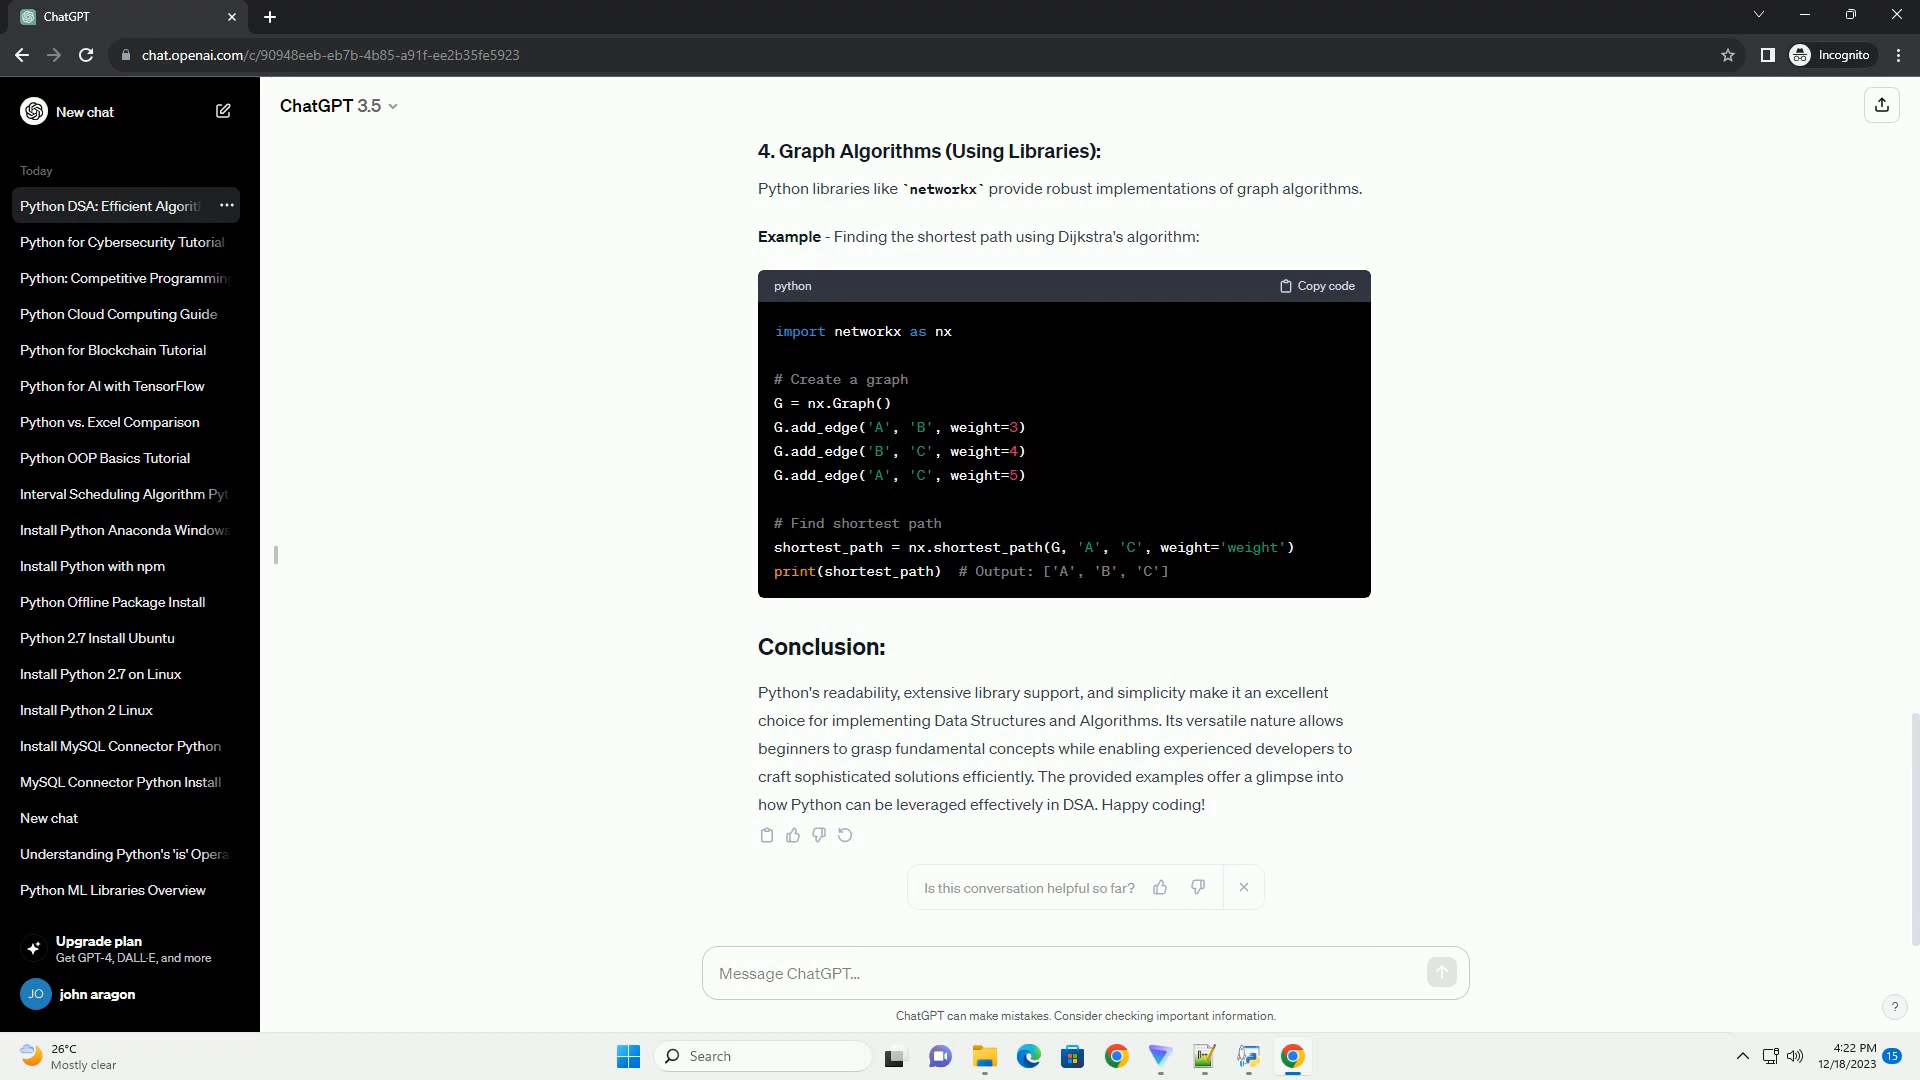 ChatGPT
chat.openai.com/c/90948eeb-eb7b-4b85-a91f-ee2b35fe5923
Incognito
New chat
Today
Python DSA: Efficient Algorit
Python for Cybersecurity Tutorial
Python: Competitive Programming
Python Cloud Computing Guide
Python for Blockchain Tutorial
Python for AI with TensorFlow
Python vs. Excel Comparison
Python OOP Basics Tutorial
Interval Scheduling Algorithm Pyt
Install Python Anaconda Windows
Install Python with npm
Python Offline Package Install
Python 2.7 Install Ubuntu
Install Python 2.7 on Linux
Install Python 2 Linux
Install MySQL Connector Python
MySQL Connector Python Install
New chat
Understanding Python's 'is' Opera
Python ML Libraries Overview
Upgrade plan
Get GPT-4, DALL·E, and more
JO john aragon
ChatGPT 3.5
4. Graph Algorithms (Using Libraries):
Python libraries like `networkx` provide robust implementations of graph algorithms.
Example - Finding the shortest path using Dijkstra's algorithm:
python
Copy code
import networkx as nx
# Create a graph
G = nx.Graph()
G.add_edge('A', 'B', weight=3)
G.add_edge('B', 'C', weight=4)
G.add_edge('A', 'C', weight=5)
# Find shortest path
shortest_path = nx.shortest_path(G, 'A', 'C', weight='weight')
print(shortest_path)  # Output: ['A', 'B', 'C']
Conclusion:
Python's readability, extensive library support, and simplicity make it an excellent
choice for implementing Data Structures and Algorithms. Its versatile nature allows
beginners to grasp fundamental concepts while enabling experienced developers to
craft sophisticated solutions efficiently. The provided examples offer a glimpse into
how Python can be leveraged effectively in DSA. Happy coding!
Is this conversation helpful so far?
Message ChatGPT...
ChatGPT can make mistakes. Consider checking important information.
?
26°C
Mostly clear
Search
4:22 PM
12/18/2023
15